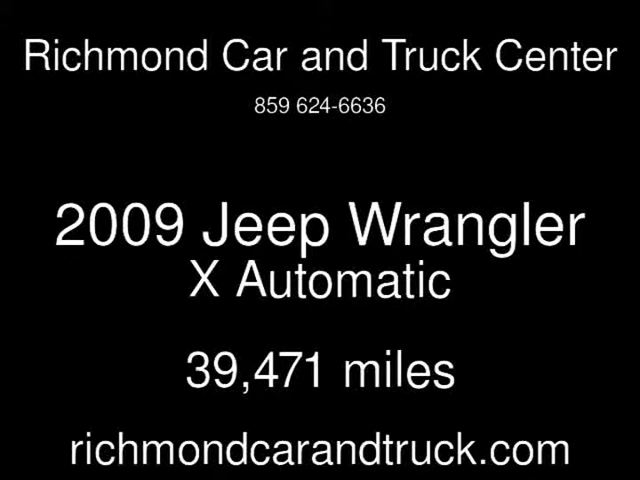 Richmond Car and Truck Center
859 624-6636
2009 Jeep Wrangler
X Automatic
39,471 miles
richmondcarandtruck.com